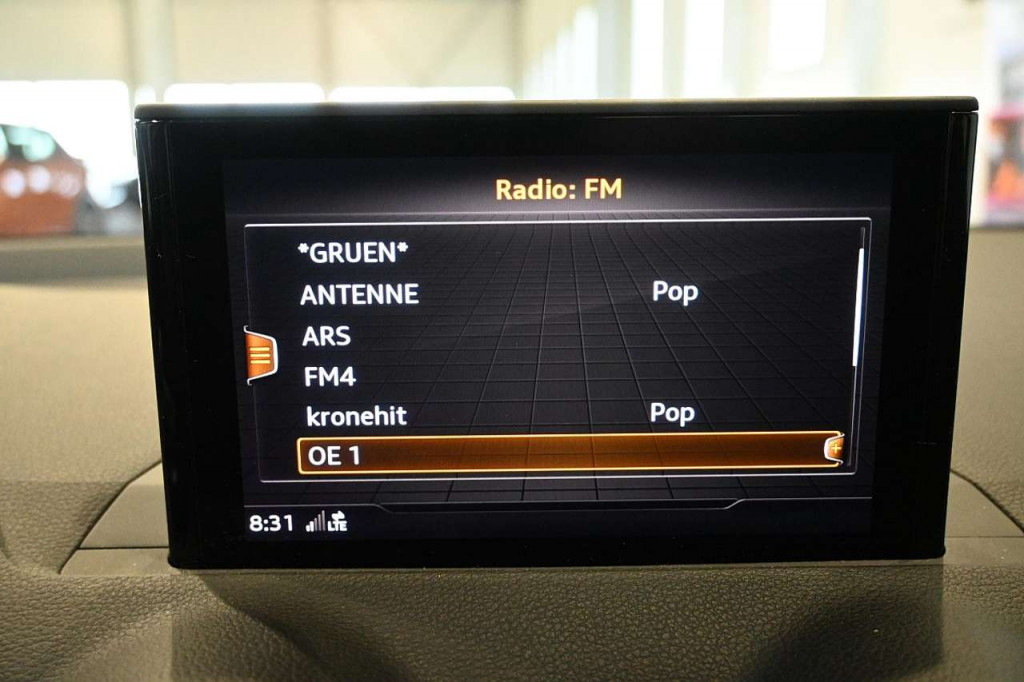 Radio: FM
*GRUEN*
ANTENNE Pop
ARS
FM4
kronehit Pop
OE 1
8:31 LTE